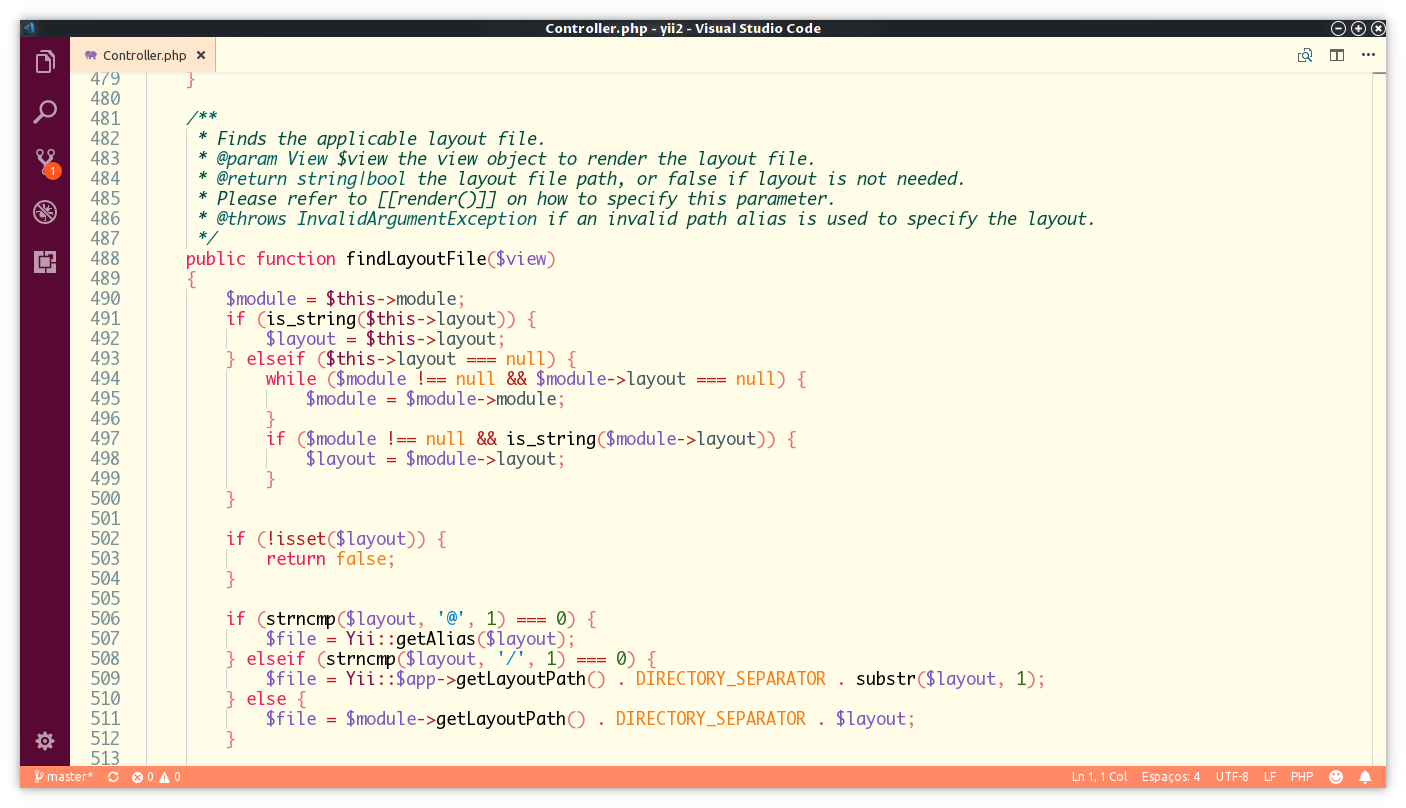 Controller.php - yii2 - Visual Studio Code
Controller.php
1
479     }
480
481     /**
482      * Finds the applicable layout file.
483      * @param View $view the view object to render the layout file.
484      * @return string|bool the layout file path, or false if layout is not needed.
485      * Please refer to [[render()]] on how to specify this parameter.
486      * @throws InvalidArgumentException if an invalid path alias is used to specify the layout.
487      */
488     public function findLayoutFile($view)
489     {
490         $module = $this->module;
491         if (is_string($this->layout)) {
492             $layout = $this->layout;
493         } elseif ($this->layout === null) {
494             while ($module !== null && $module->layout === null) {
495                 $module = $module->module;
496             }
497             if ($module !== null && is_string($module->layout)) {
498                 $layout = $module->layout;
499             }
500         }
501
502         if (!isset($layout)) {
503             return false;
504         }
505
506         if (strncmp($layout, '@', 1) === 0) {
507             $file = Yii::getAlias($layout);
508         } elseif (strncmp($layout, '/', 1) === 0) {
509             $file = Yii::$app->getLayoutPath() . DIRECTORY_SEPARATOR . substr($layout, 1);
510         } else {
511             $file = $module->getLayoutPath() . DIRECTORY_SEPARATOR . $layout;
512         }
513
master* 0 0 Ln 1, 1 Col Espaços: 4 UTF-8 LF PHP